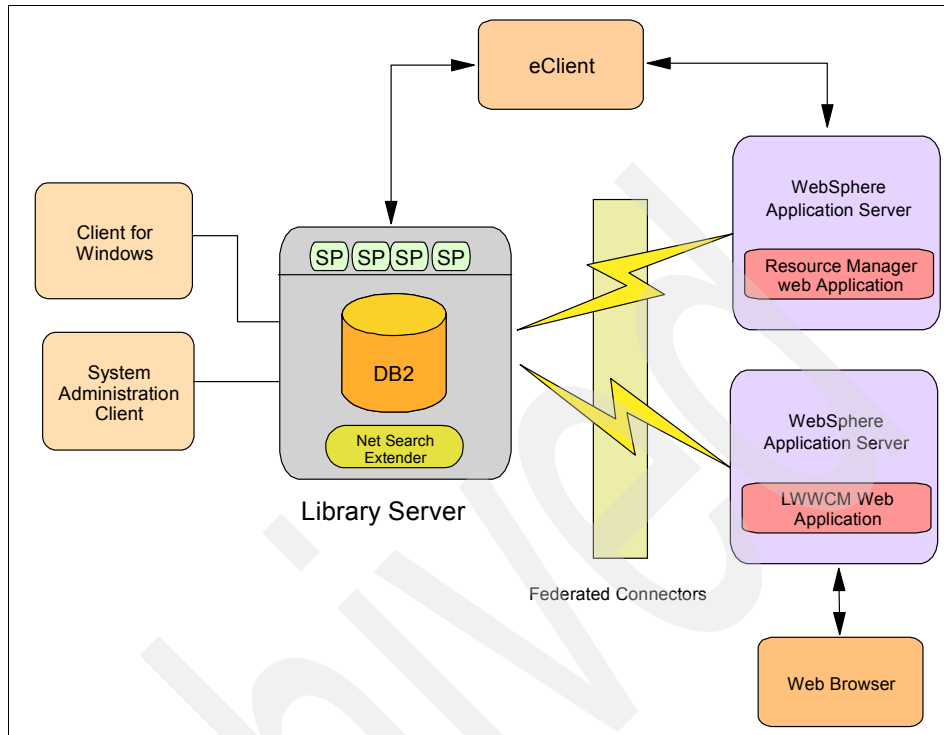 eClient
WebSphere
Application Server
Resource Manager
web Application
Client for
Windows
SP SP SP SP
DB2
System
Administration
Client
Net Search
Extender
Library Server
WebSphere
Application Server
LWWCM Web
Application
Federated Connectors
Web Browser
hived